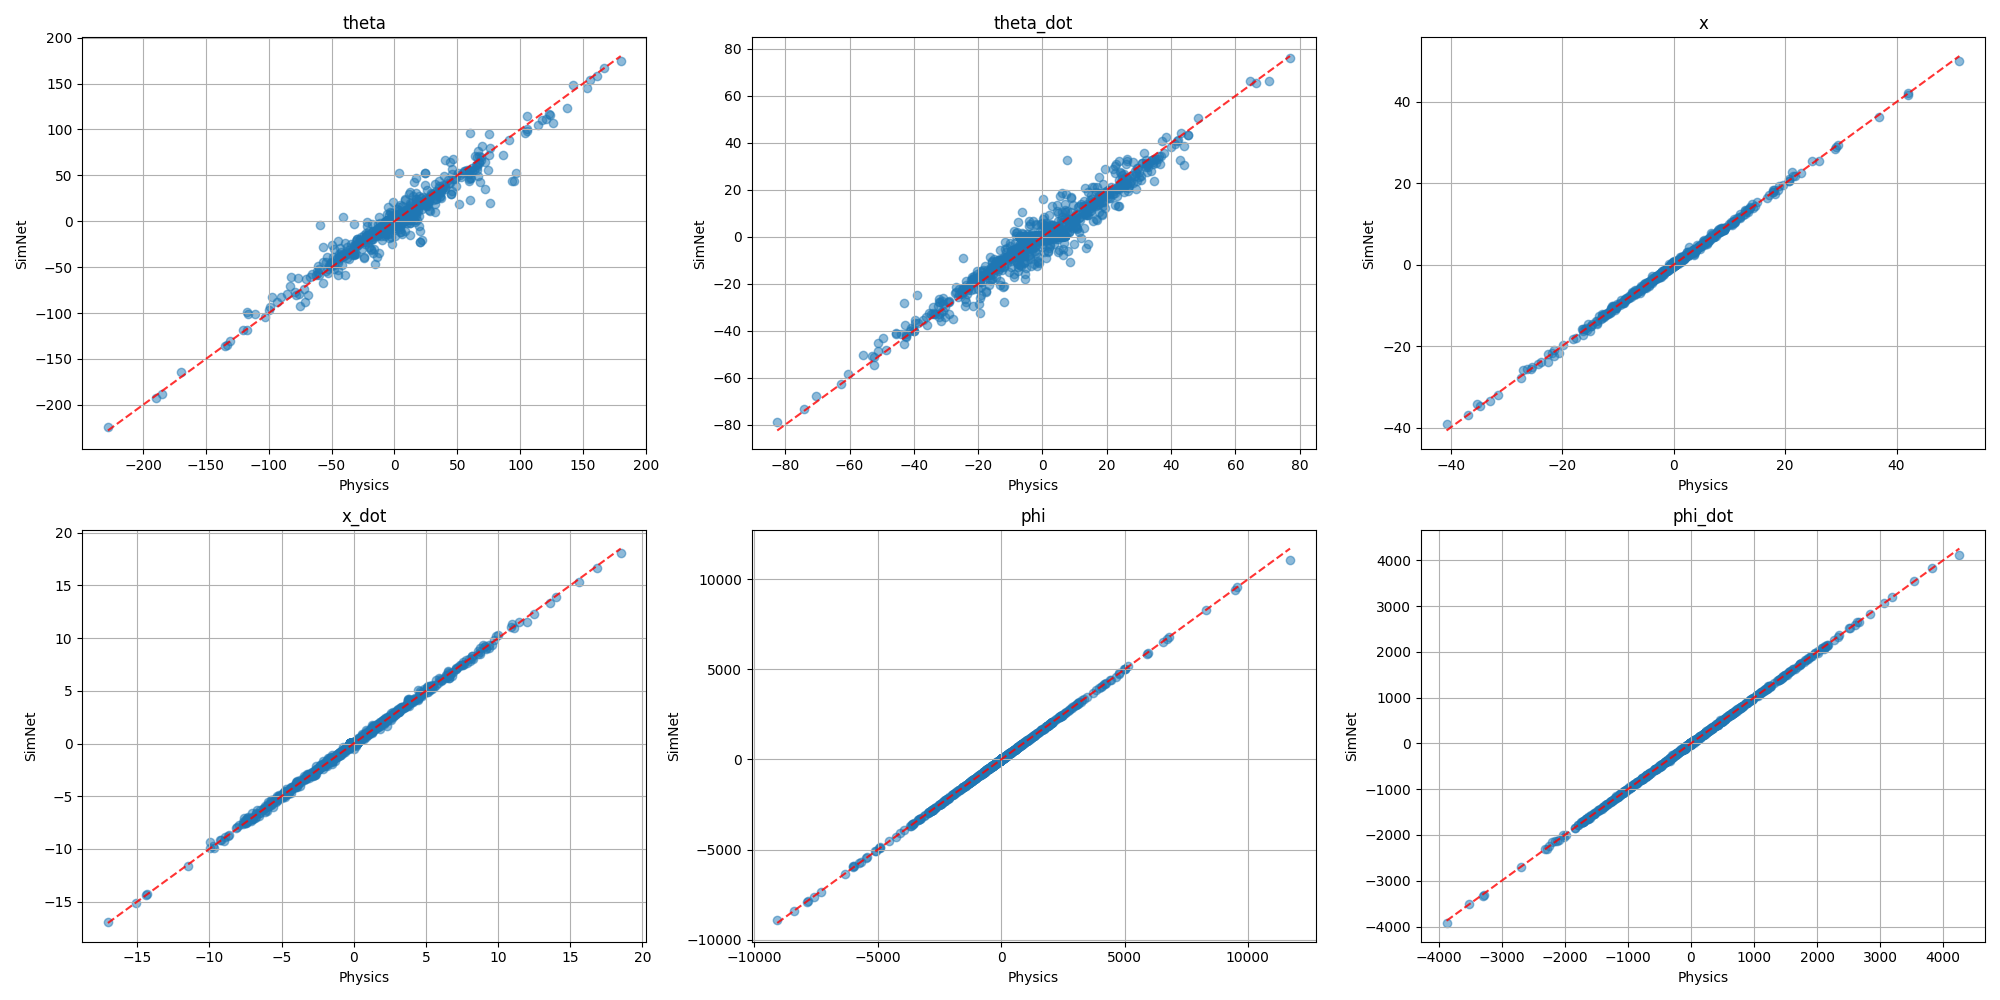 theta
200
150
100
50
0
−50
−100
−150
−200
SimNet
−200 −150 −100 −50 0 50 100 150 200
Physics
theta_dot
80
60
40
20
0
−20
−40
−60
−80
SimNet
−80 −60 −40 −20 0 20 40 60 80
Physics
x
40
20
0
−20
−40
SimNet
−40 −20 0 20 40
Physics
x_dot
20
15
10
5
0
−5
−10
−15
SimNet
−15 −10 −5 0 5 10 15 20
Physics
phi
10000
5000
0
−5000
−10000
SimNet
−10000 −5000 0 5000 10000
Physics
phi_dot
4000
3000
2000
1000
0
−1000
−2000
−3000
−4000
SimNet
−4000 −3000 −2000 −1000 0 1000 2000 3000 4000
Physics